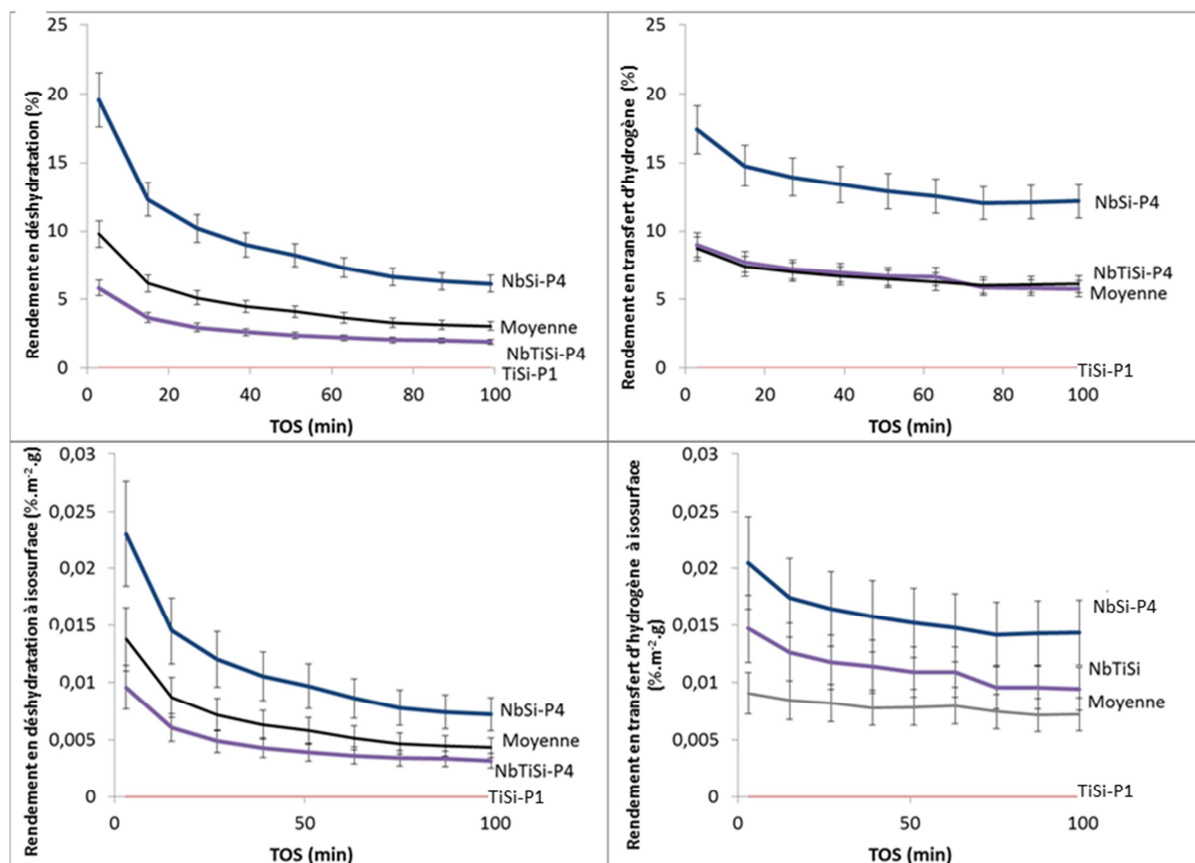 Rendement en déshydratation (%)
25
20
15
10
5
0
0 20 40 60 80 100
TOS (min)
NbSi-P4
Moyenne
NbTiSi-P4
TiSi-P1
Rendement en transfert d'hydrogène (%)
25
20
15
10
5
0
0 20 40 60 80 100
TOS (min)
NbSi-P4
NbTiSi-P4
Moyenne
TiSi-P1
Rendement en déshydratation à isosurface (%.m⁻².g)
0,03
0,025
0,02
0,015
0,01
0,005
0
0 50 100
TOS (min)
NbSi-P4
Moyenne
NbTiSi-P4
TiSi-P1
Rendement en transfert d'hydrogène à isosurface
(%.m⁻².g)
0,03
0,025
0,02
0,015
0,01
0,005
0
0 50 100
TOS (min)
NbSi-P4
NbTiSi
Moyenne
TiSi-P1